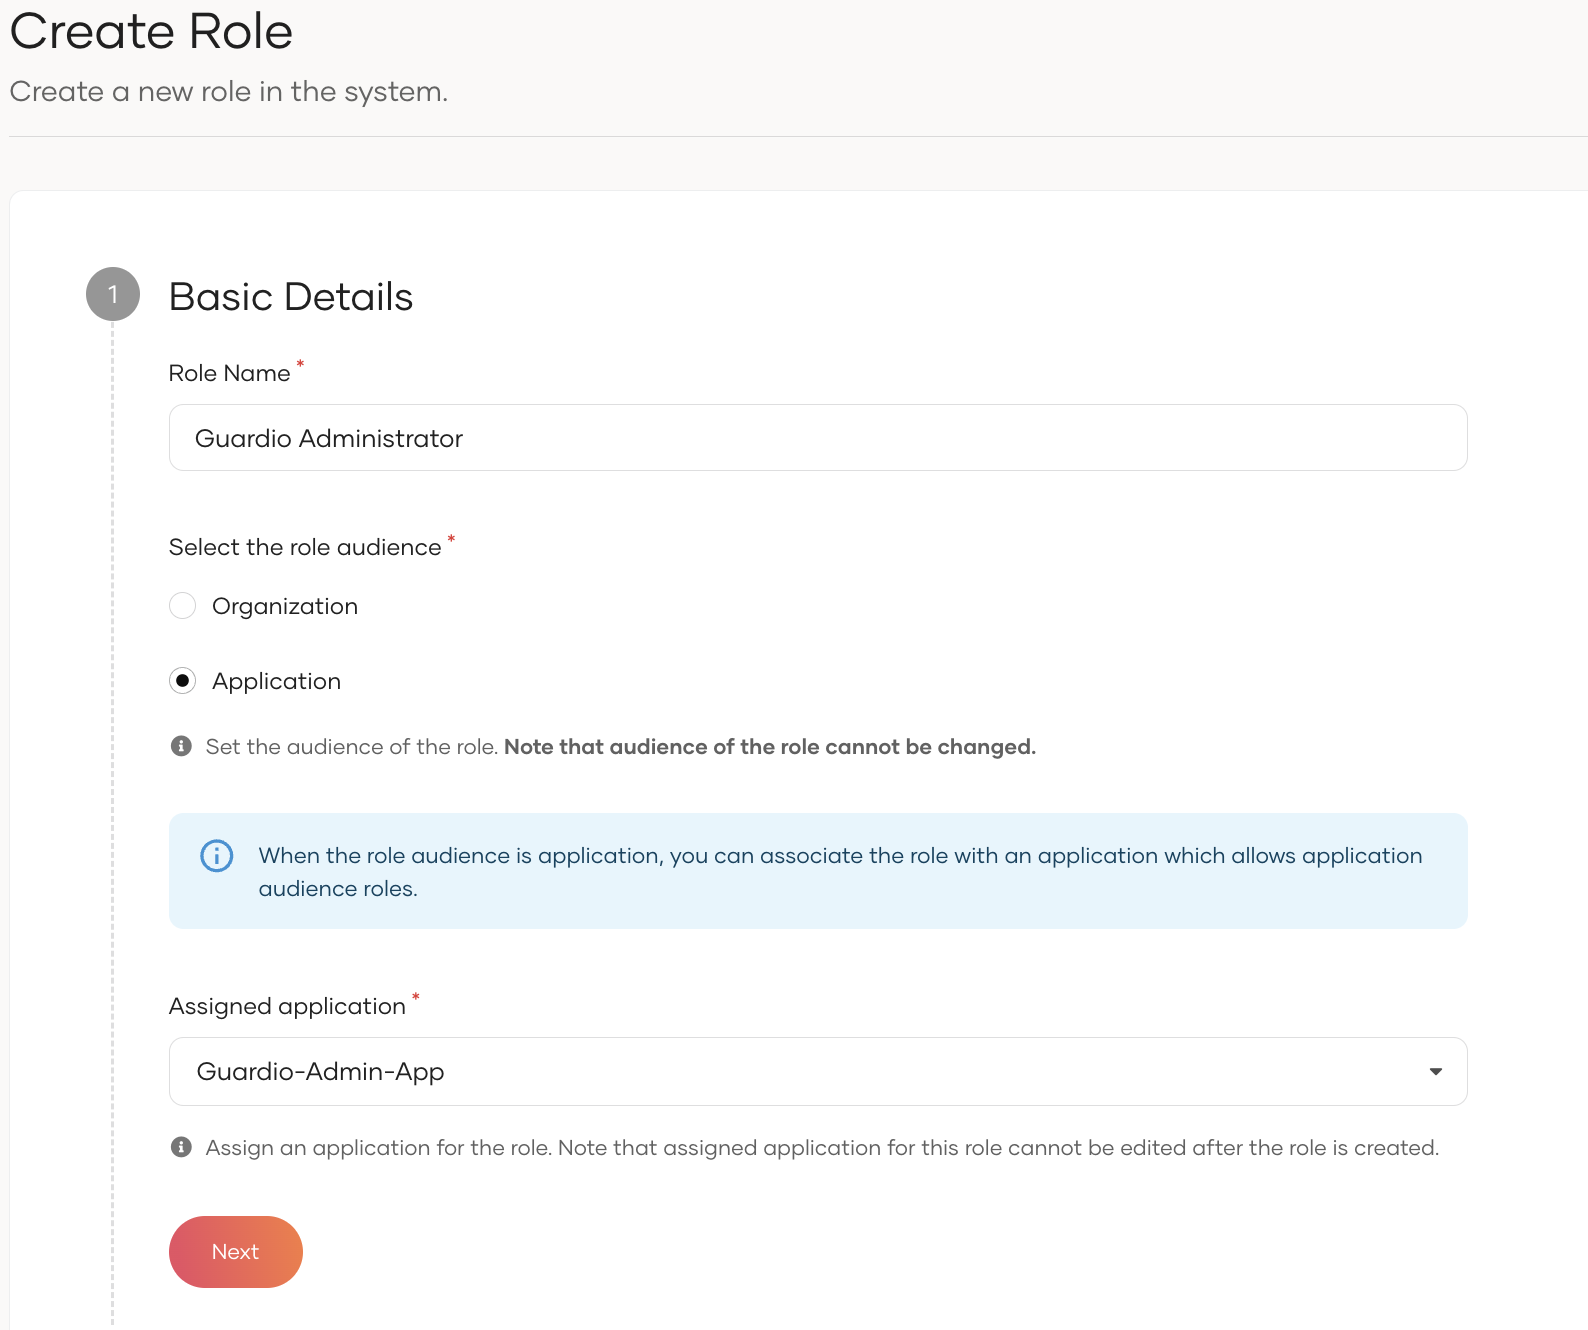 Create Role
Create a new role in the system.
1
Basic Details
Role Name *
Guardio Administrator
Select the role audience *
Organization
Application
Set the audience of the role. Note that audience of the role cannot be changed.
When the role audience is application, you can associate the role with an application which allows application
audience roles.
Assigned application *
Guardio-Admin-App
Assign an application for the role. Note that assigned application for this role cannot be edited after the role is created.
Next